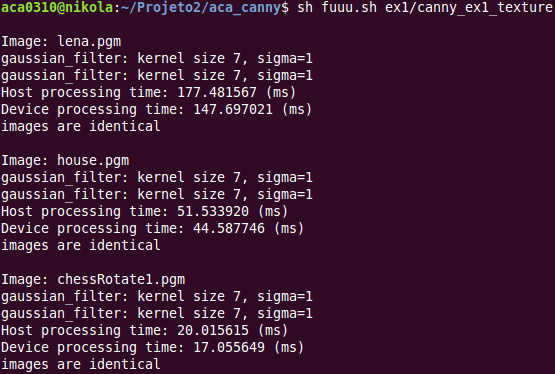 aca0310@nikola:~/Projeto2/aca_canny$ sh fuuu.sh ex1/canny_ex1_texture
Image: lena.pgm
gaussian_filter: kernel size 7, sigma=1
gaussian_filter: kernel size 7, sigma=1
Host processing time: 177.481567 (ms)
Device processing time: 147.697021 (ms)
images are identical
Image: house.pgm
gaussian_filter: kernel size 7, sigma=1
gaussian_filter: kernel size 7, sigma=1
Host processing time: 51.533920 (ms)
Device processing time: 44.587746 (ms)
images are identical
Image: chessRotate1.pgm
gaussian_filter: kernel size 7, sigma=1
gaussian_filter: kernel size 7, sigma=1
Host processing time: 20.015615 (ms)
Device processing time: 17.055649 (ms)
images are identical